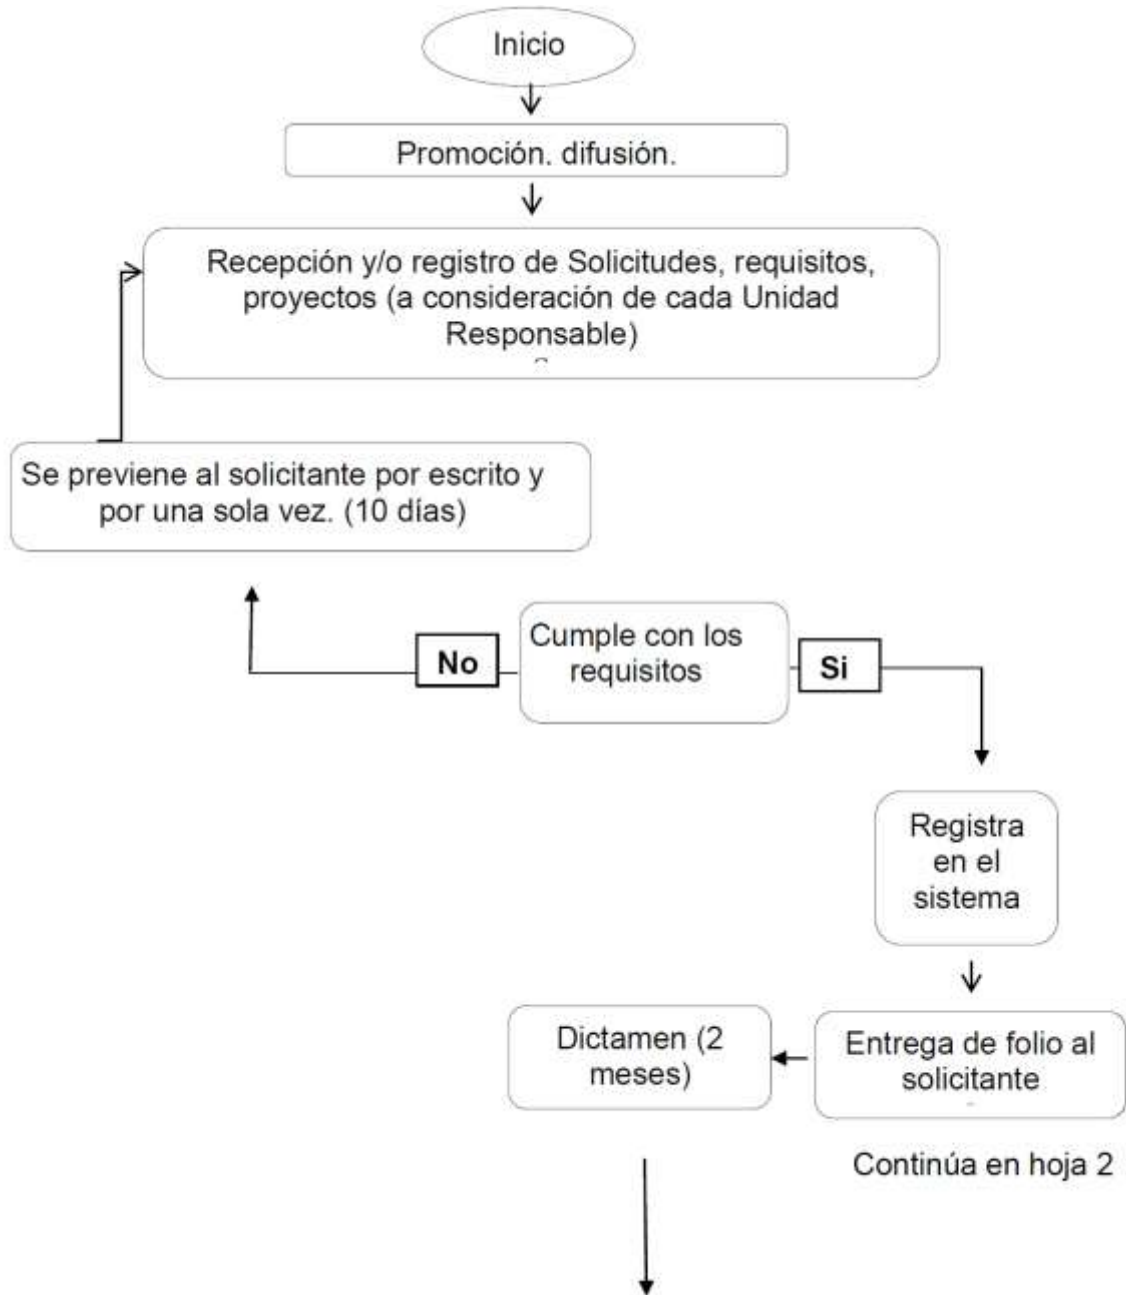 Inicio
Promoción. difusión.
Recepción y/o registro de Solicitudes, requisitos,
proyectos (a consideración de cada Unidad
Responsable)
Se previene al solicitante por escrito y
por una sola vez. (10 días)
Cumple con los
requisitos
No
Si
Registra
en el
sistema
Dictamen (2
meses)
Entrega de folio al
solicitante
Continúa en hoja 2